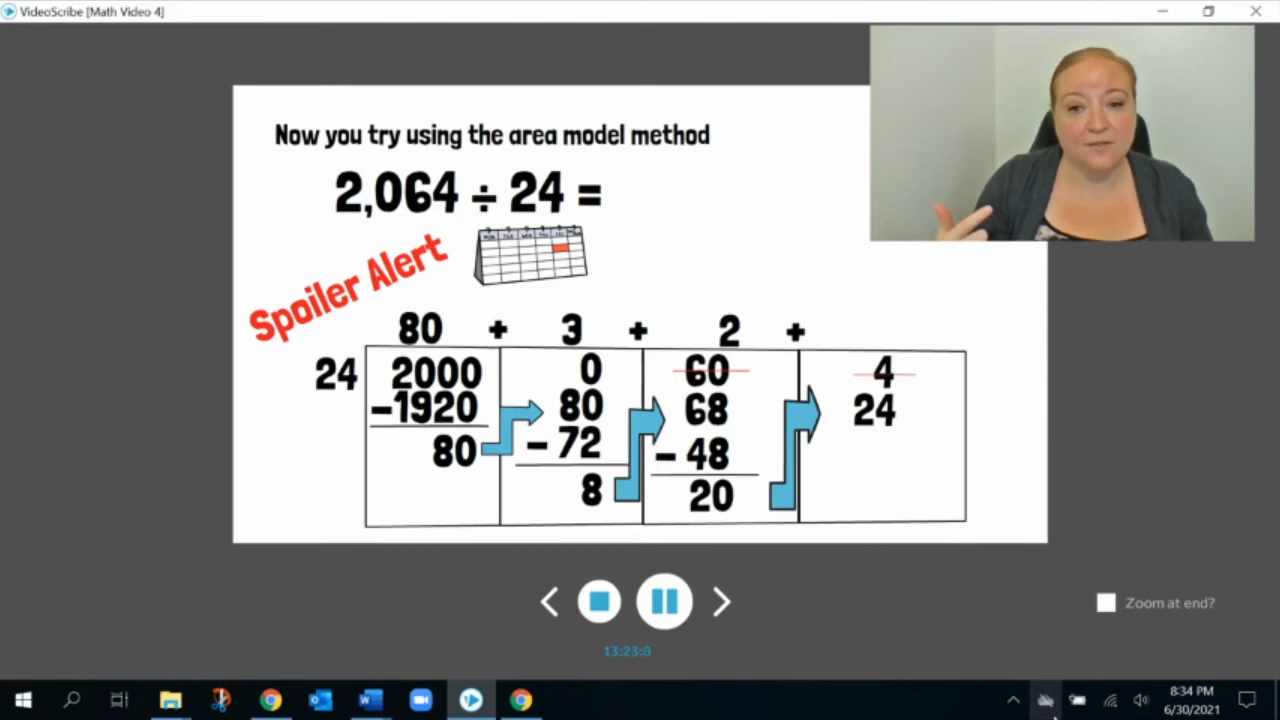 VideoScribe [Math Video 4]
Now you try using the area model method
2,064 ÷ 24 =
Spoiler Alert
80 + 3 + 2 +
24 2000 0 60 4
-1920 80 68 24
80 - 72 - 48
8 20
Zoom at end?
13:23:0
8:34 PM
6/30/2021